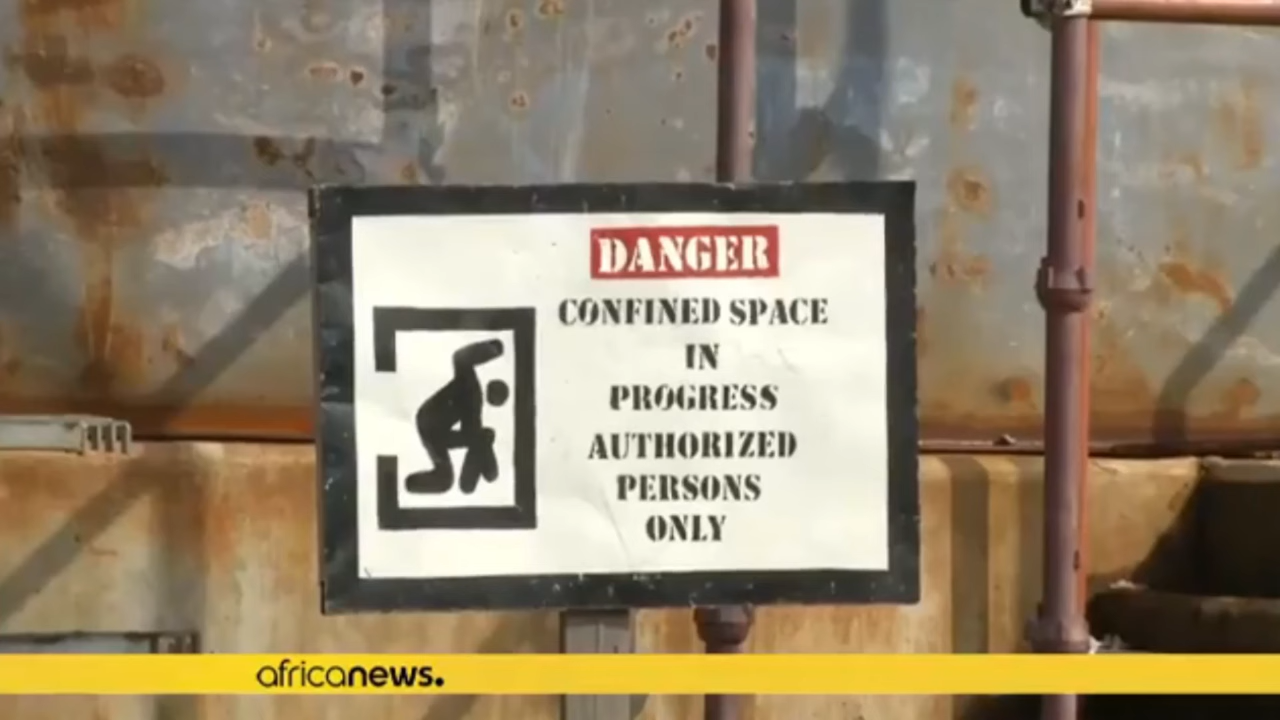 DANGER
CONFINED SPACE
IN
PROGRESS
AUTHORIZED
PERSONS
ONLY
africanews.